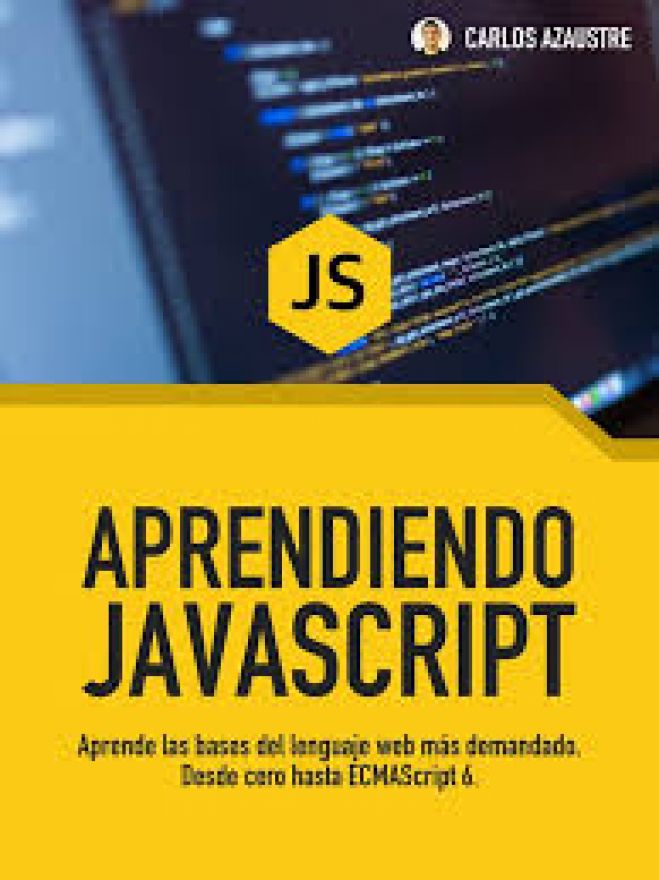 CARLOS AZAUSTRE
JS
APRENDIENDO
JAVASCRIPT
Aprende las bases del lenguaje web más demandado.
Desde cero hasta ECMAScript 6.